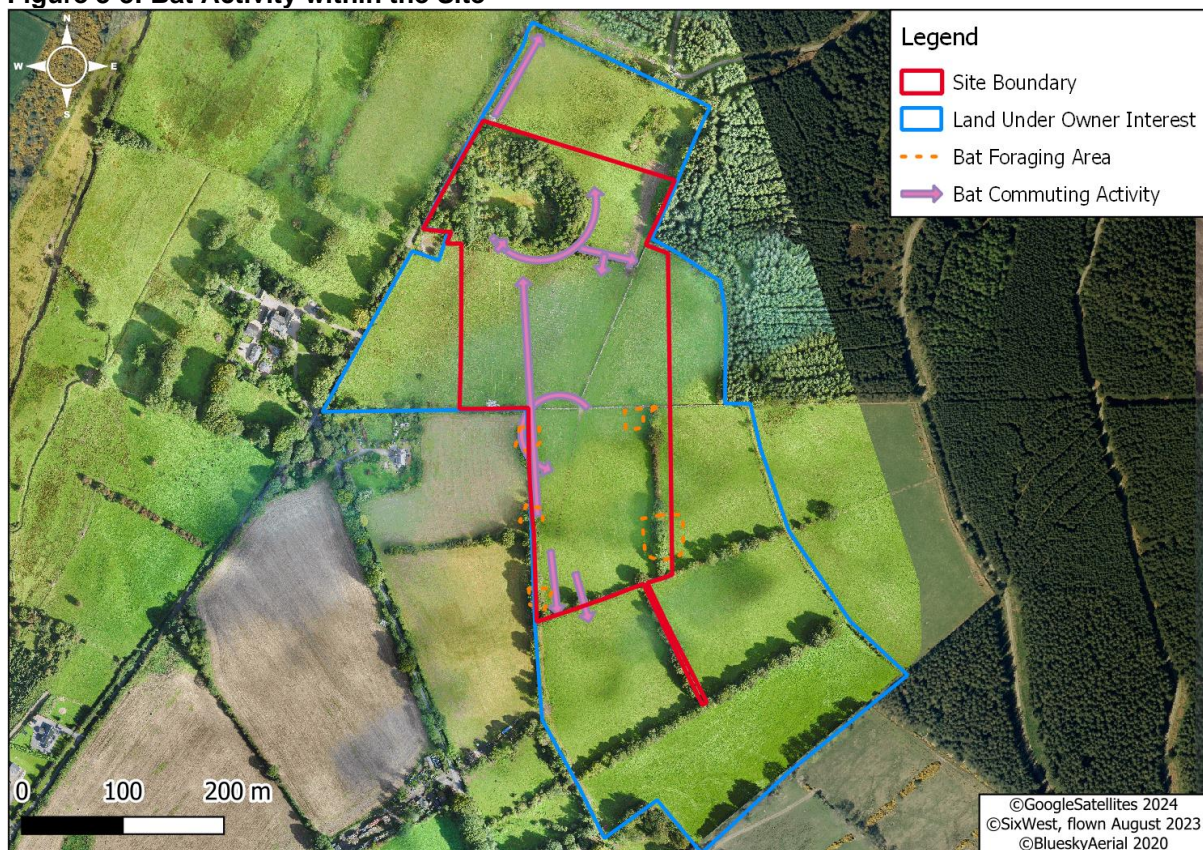 Figure 5-5: Bat Activity within the Site
N
W E
S
Legend
Site Boundary
Land Under Owner Interest
Bat Foraging Area
Bat Commuting Activity
0 100 200 m
©GoogleSatellites 2024
©SixWest, flown August 2023
©BlueskyAerial 2020